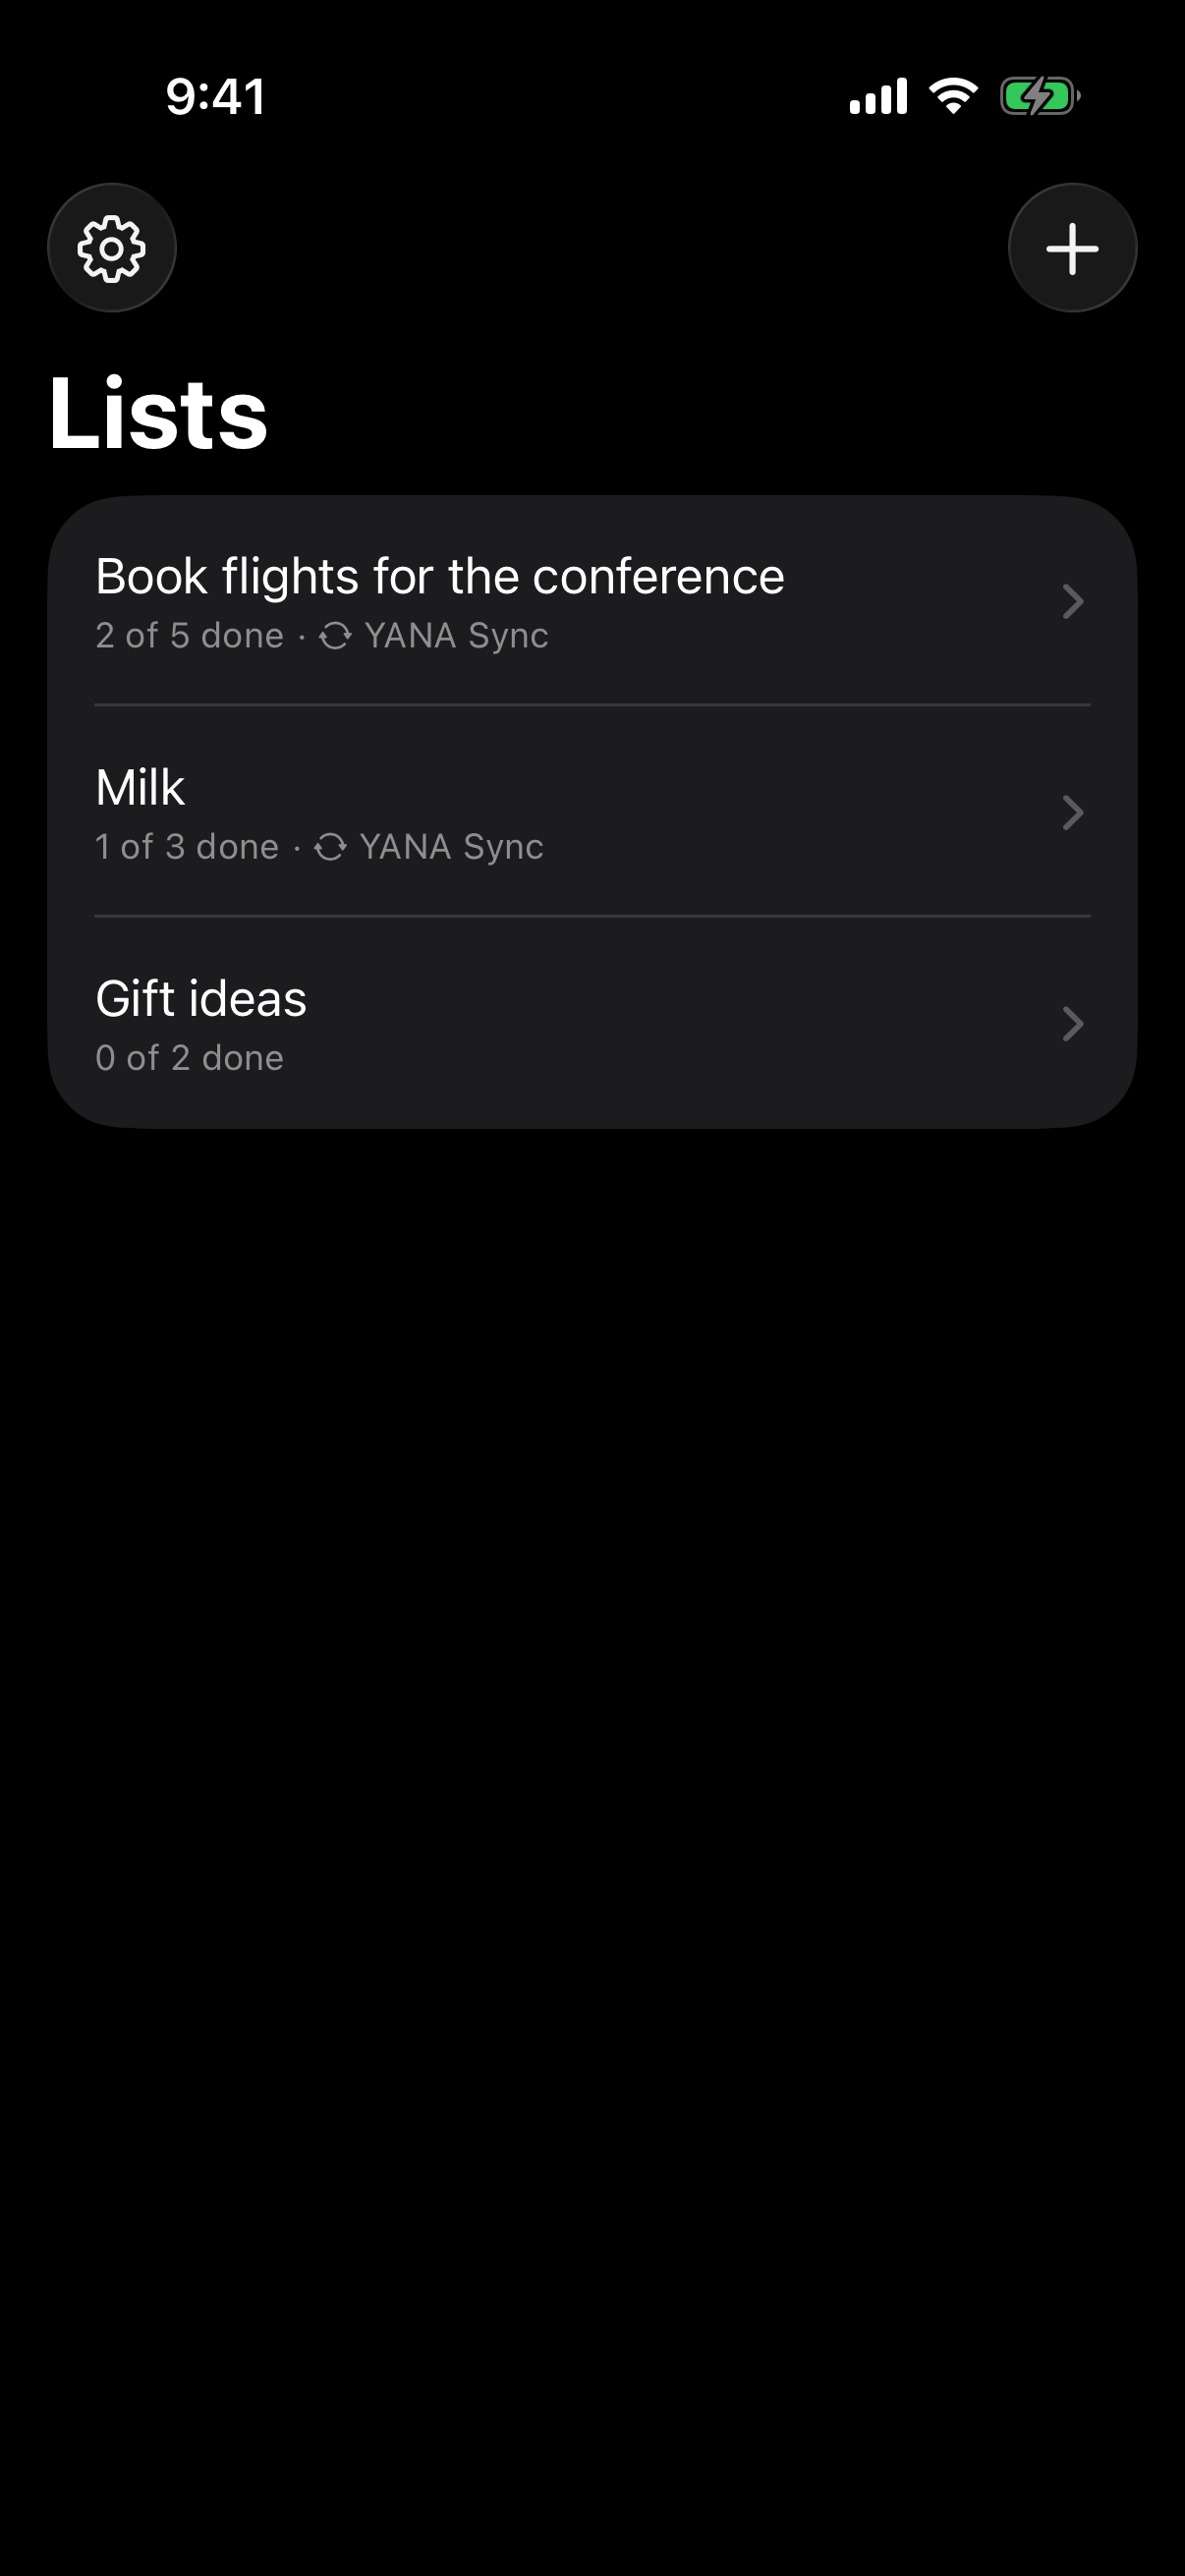 9:41
Lists
Book flights for the conference
2 of 5 done · YANA Sync
Milk
1 of 3 done · YANA Sync
Gift ideas
0 of 2 done